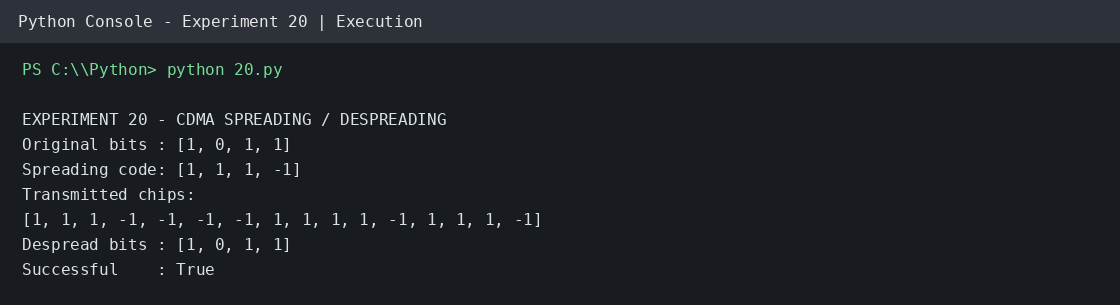 Python Console - Experiment 20 | Execution
PS C:\\Python> python 20.py
EXPERIMENT 20 - CDMA SPREADING / DESPREADING
Original bits : [1, 0, 1, 1]
Spreading code: [1, 1, 1, -1]
Transmitted chips:
[1, 1, 1, -1, -1, -1, -1, 1, 1, 1, 1, -1, 1, 1, 1, -1]
Despread bits : [1, 0, 1, 1]
Successful    : True